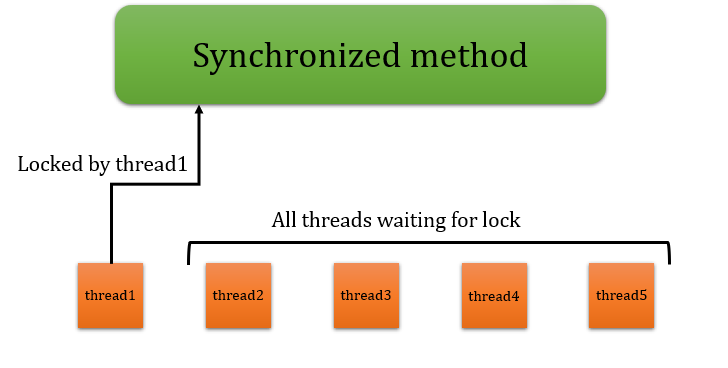 Synchronized method
Locked by thread1
All threads waiting for lock
thread1
thread2
thread3
thread4
thread5